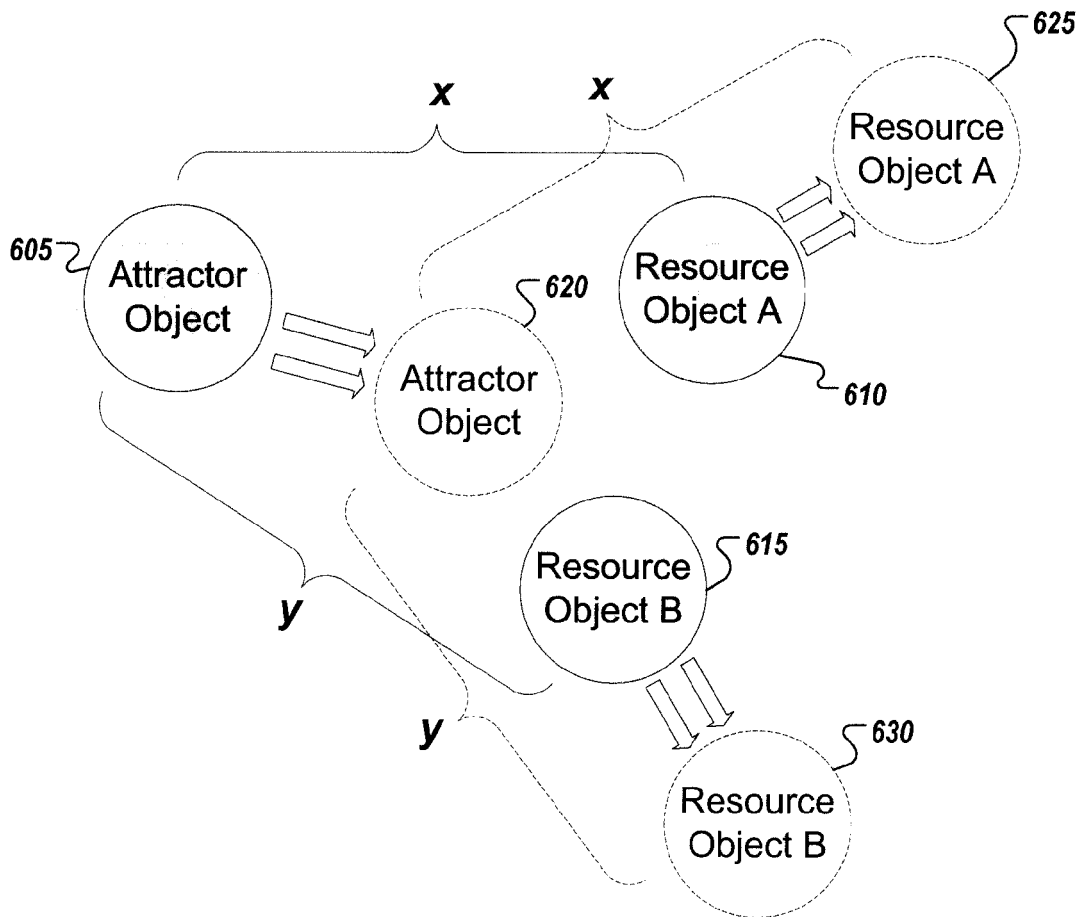 625
x
x
Resource
Object A
605
Attractor
Object
Resource
Object A
620
610
Attractor
Object
615
Resource
Object B
y
y
630
Resource
Object B